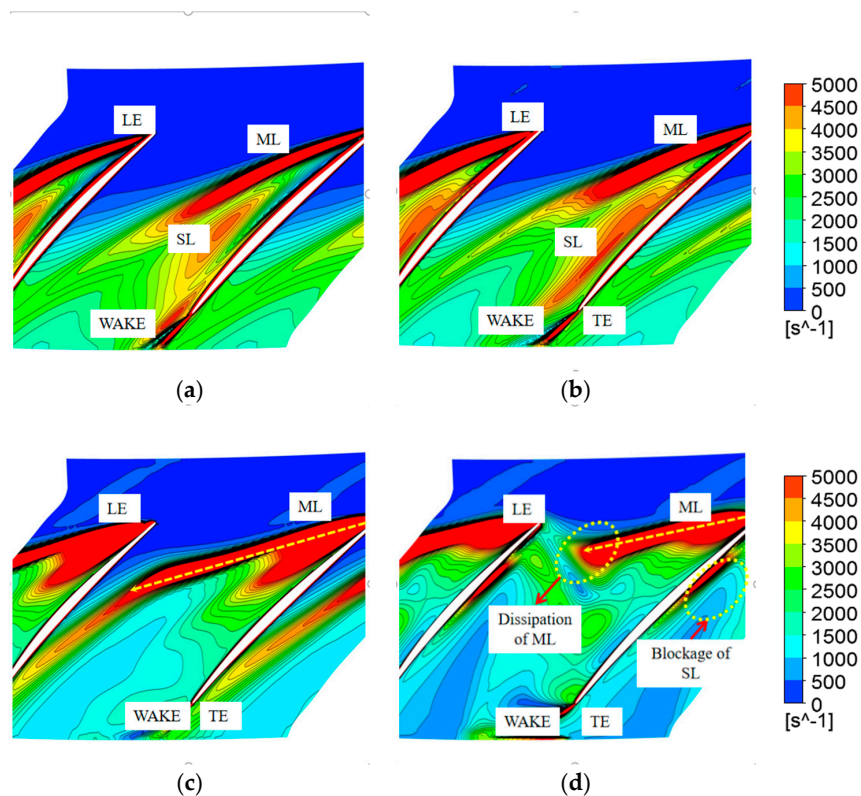 LE
ML
SL
WAKE
(a)
LE
ML
SL
WAKE
TE
(b)
5000
4500
4000
3500
3000
2500
2000
1500
1000
500
0
[s^-1]
LE
ML
WAKE
TE
(c)
LE
ML
Dissipation
of ML
Blockage of
SL
WAKE
TE
(d)
5000
4500
4000
3500
3000
2500
2000
1500
1000
500
0
[s^-1]